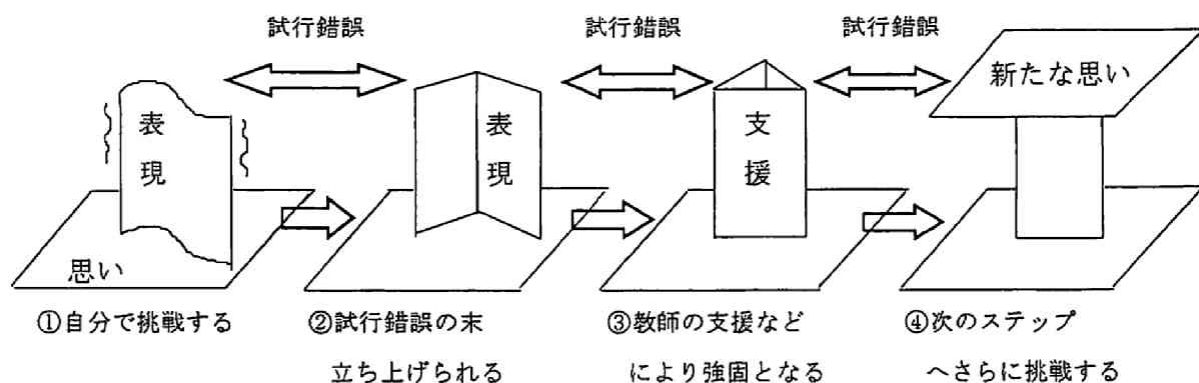 試行錯誤
試行錯誤
試行錯誤
表現
表現
支援
新たな思い
思い
①自分で挑戦する
②試行錯誤の末
立ち上げられる
③教師の支援など
により強固となる
④次のステップ
へさらに挑戦する